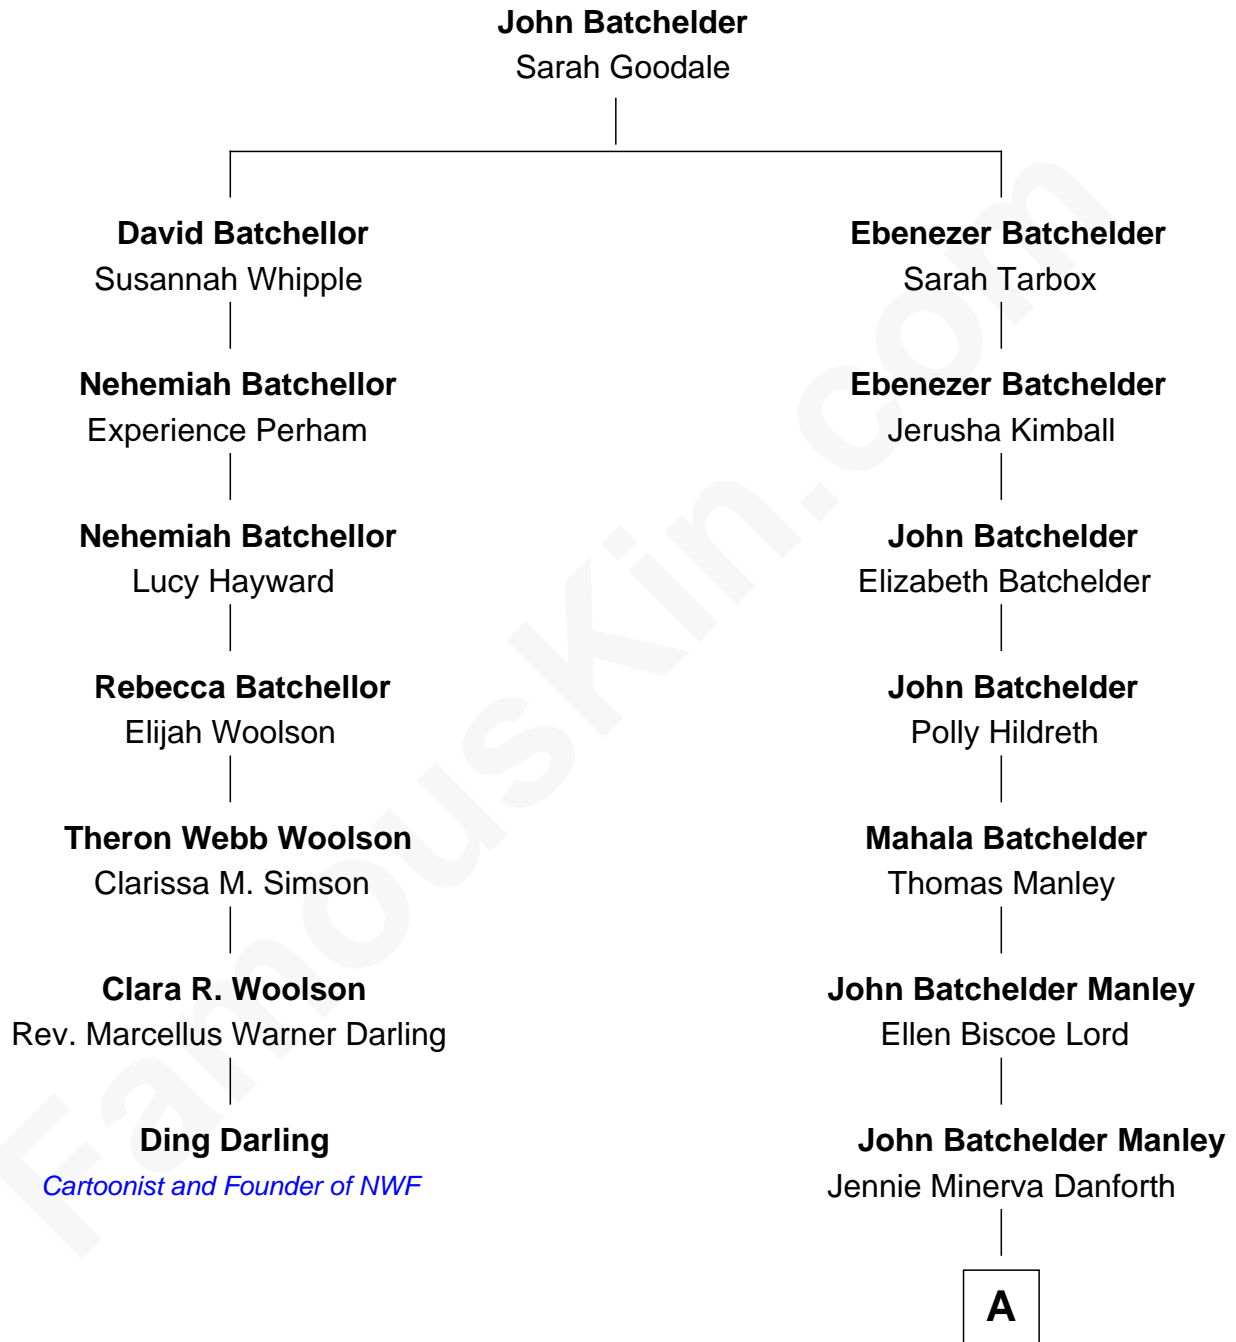 John Batchelder
Sarah Goodale
David Batchellor
Susannah Whipple
Nehemiah Batchellor
Experience Perham
Nehemiah Batchellor
Lucy Hayward
Rebecca Batchellor
Elijah Woolson
Theron Webb Woolson
Clarissa M. Simson
Clara R. Woolson
Rev. Marcellus Warner Darling
Ding Darling
Cartoonist and Founder of NWF
Ebenezer Batchelder
Sarah Tarbox
Ebenezer Batchelder
Jerusha Kimball
John Batchelder
Elizabeth Batchelder
John Batchelder
Polly Hildreth
Mahala Batchelder
Thomas Manley
John Batchelder Manley
Ellen Biscoe Lord
John Batchelder Manley
Jennie Minerva Danforth
A
FamousKin.com